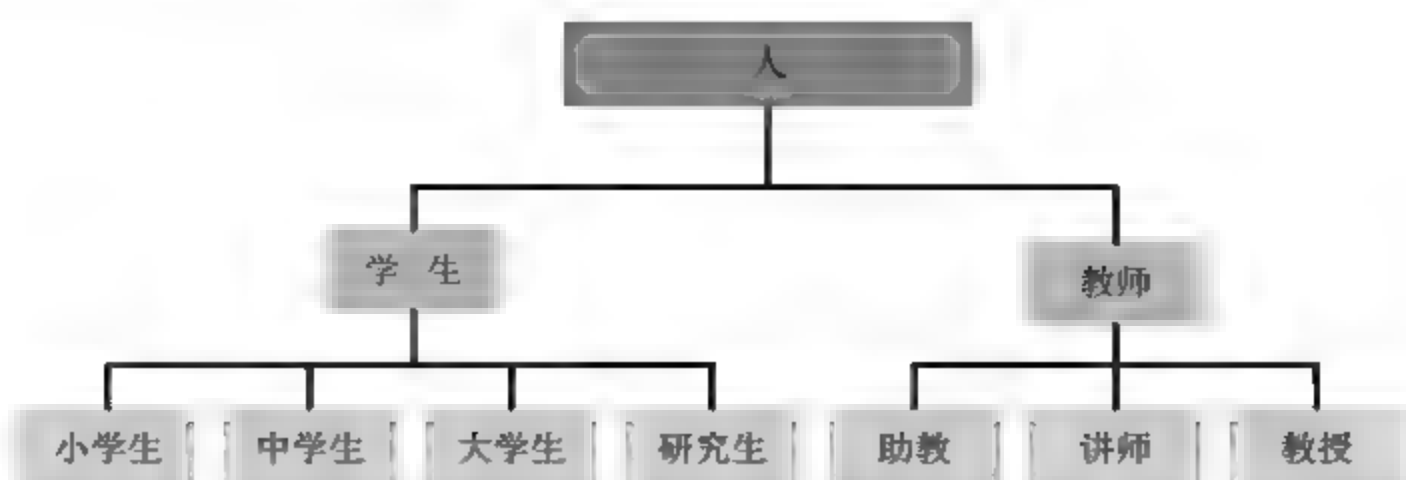 人
学 生
教师
小学生
中学生
大学生
研究生
助教
讲师
教授